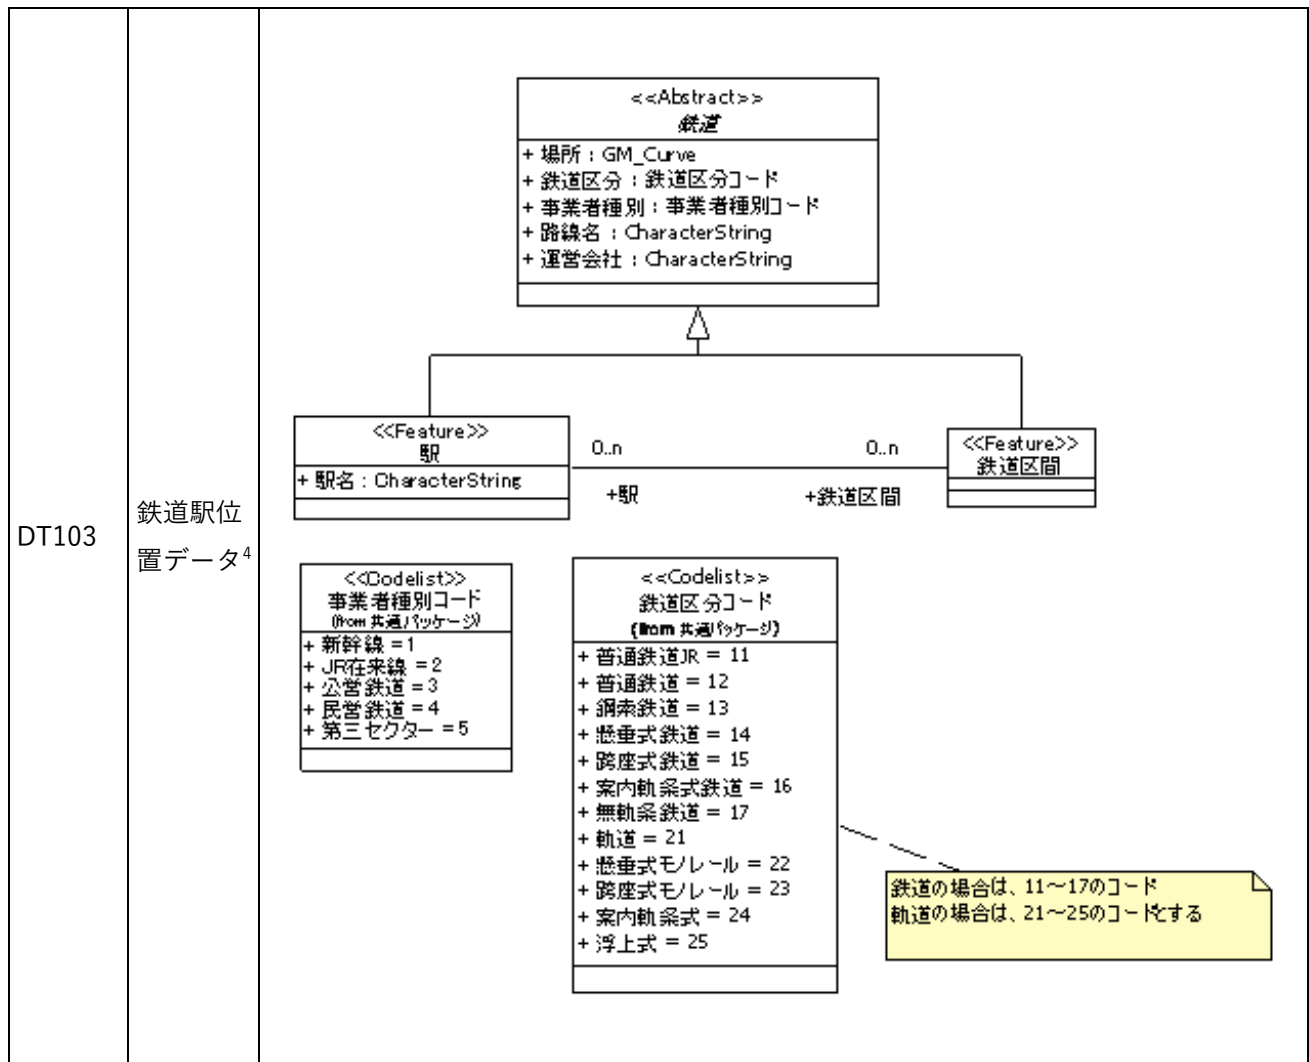 DT103
鉄道駅位
置データ4
<<Abstract>>
鉄道
+ 場所 : GM_Curve
+ 鉄道区分 : 鉄道区分コード
+ 事業者種別 : 事業者種別コード
+ 路線名 : CharacterString
+ 運営会社 : CharacterString
<<Feature>>
駅
+ 駅名 : CharacterString
0..n
0..n
+駅
+鉄道区間
<<Feature>>
鉄道区間
<<Codelist>>
事業者種別コード
(from 共通パッケージ)
+ 新幹線 =1
+ JR在来線 =2
+ 公営鉄道 =3
+ 民営鉄道 =4
+ 第三セクター =5
<<Codelist>>
鉄道区分コード
(from 共通パッケージ)
+ 普通鉄道JR = 11
+ 普通鉄道 = 12
+ 鋼索鉄道 = 13
+ 懸垂式鉄道 = 14
+ 跨座式鉄道 = 15
+ 案内軌条式鉄道 = 16
+ 無軌条鉄道 = 17
+ 軌道 = 21
+ 懸垂式モノレール = 22
+ 跨座式モノレール = 23
+ 案内軌条式 = 24
+ 浮上式 = 25
鉄道の場合は、11～17のコード
軌道の場合は、21～25のコードとする